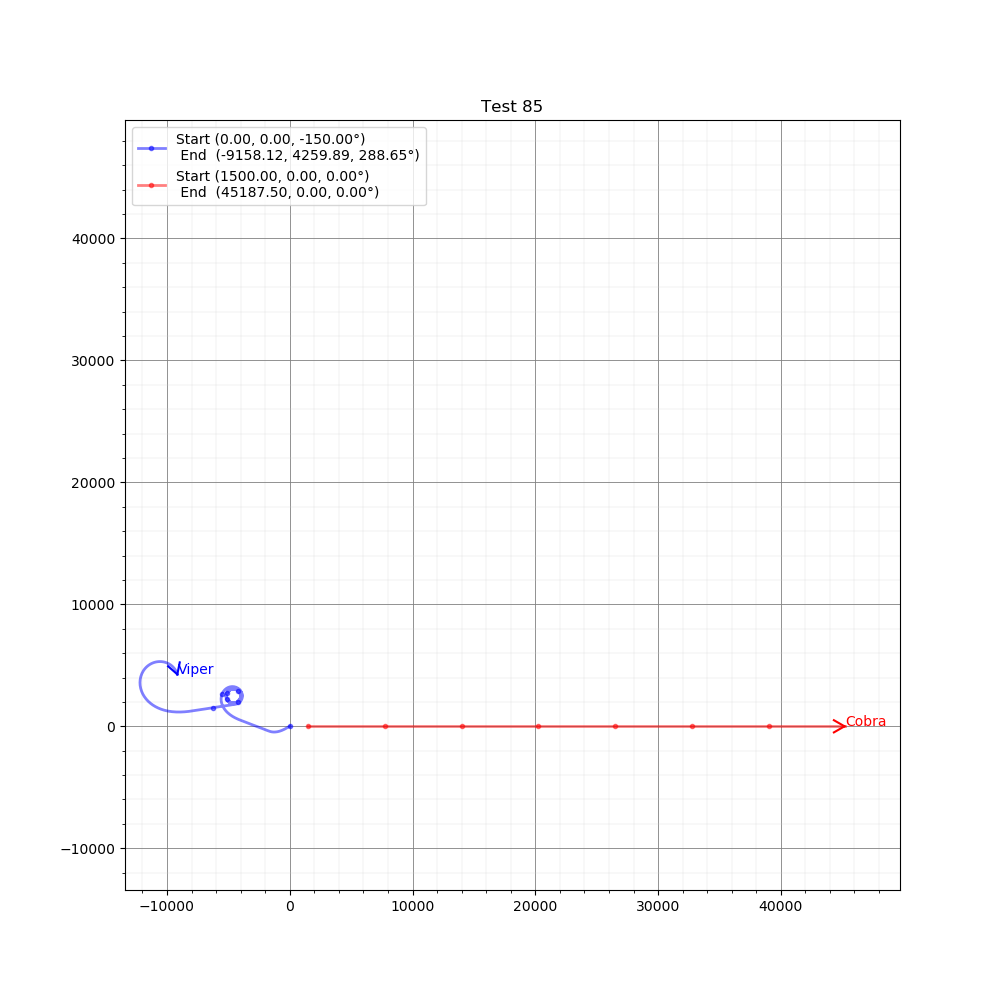 Test 85
Start (0.00, 0.00, -150.00°)
End (-9158.12, 4259.89, 288.65°)
Start (1500.00, 0.00, 0.00°)
End (45187.50, 0.00, 0.00°)
40000
30000
20000
10000
0
−10000
Viper
Cobra
−10000
0
10000
20000
30000
40000